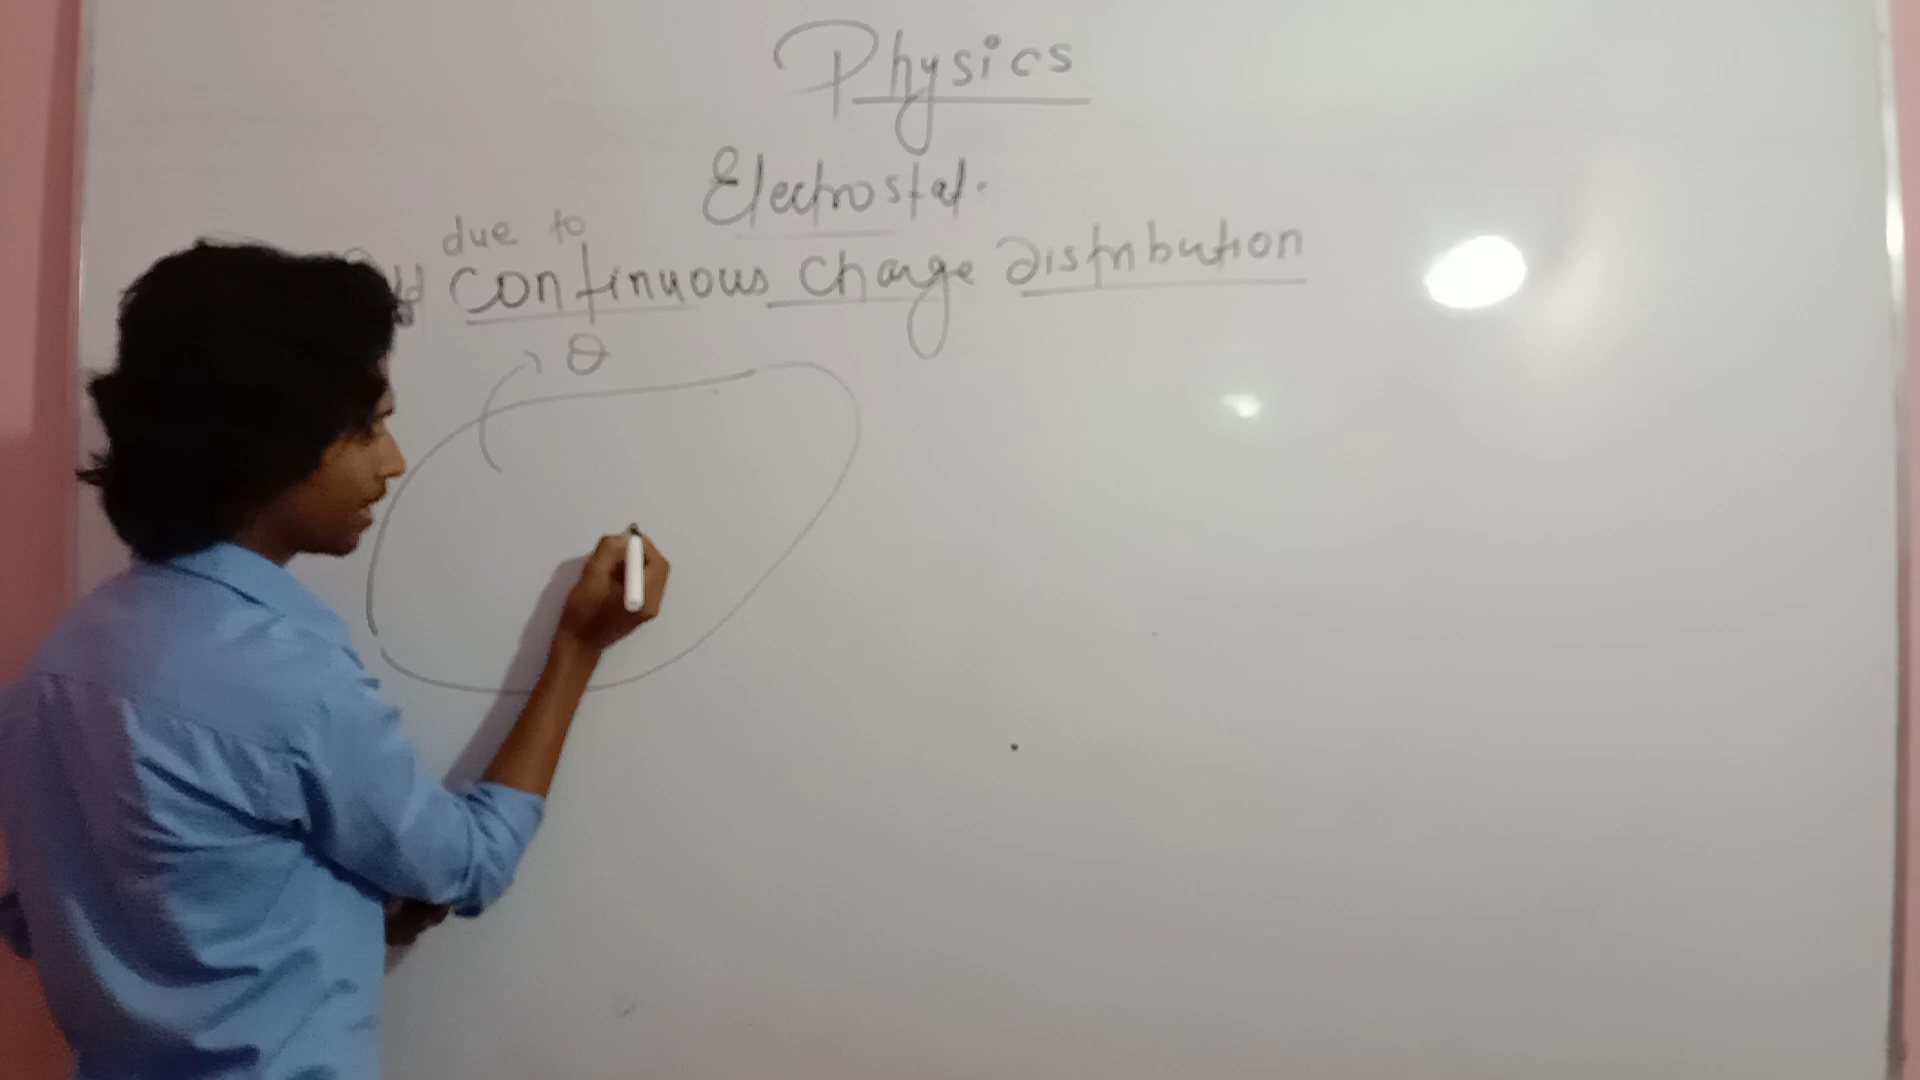 Physics
Electrostat.
due to
continuous charge distribution
Q